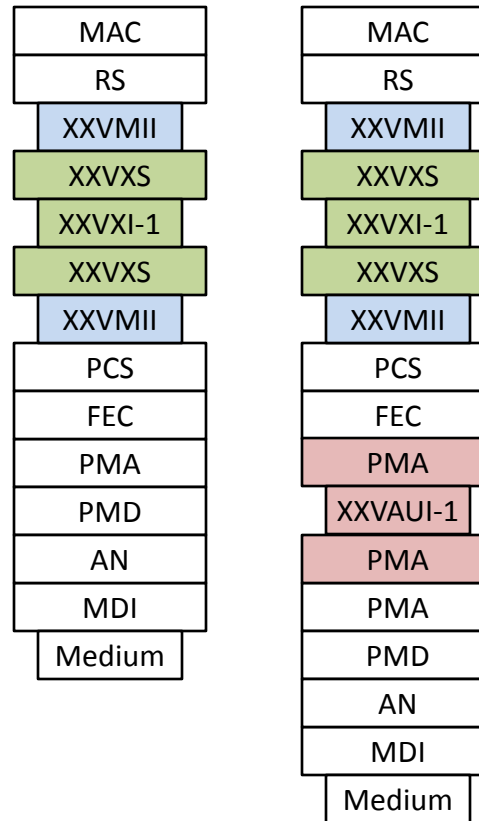 MAC
RS
XXVMII
XXVXS
XXVXI-1
XXVXS
XXVMII
PCS
FEC
PMA
PMD
AN
MDI
Medium
MAC
RS
XXVMII
XXVXS
XXVXI-1
XXVXS
XXVMII
PCS
FEC
PMA
XXVAUI-1
PMA
PMA
PMD
AN
MDI
Medium